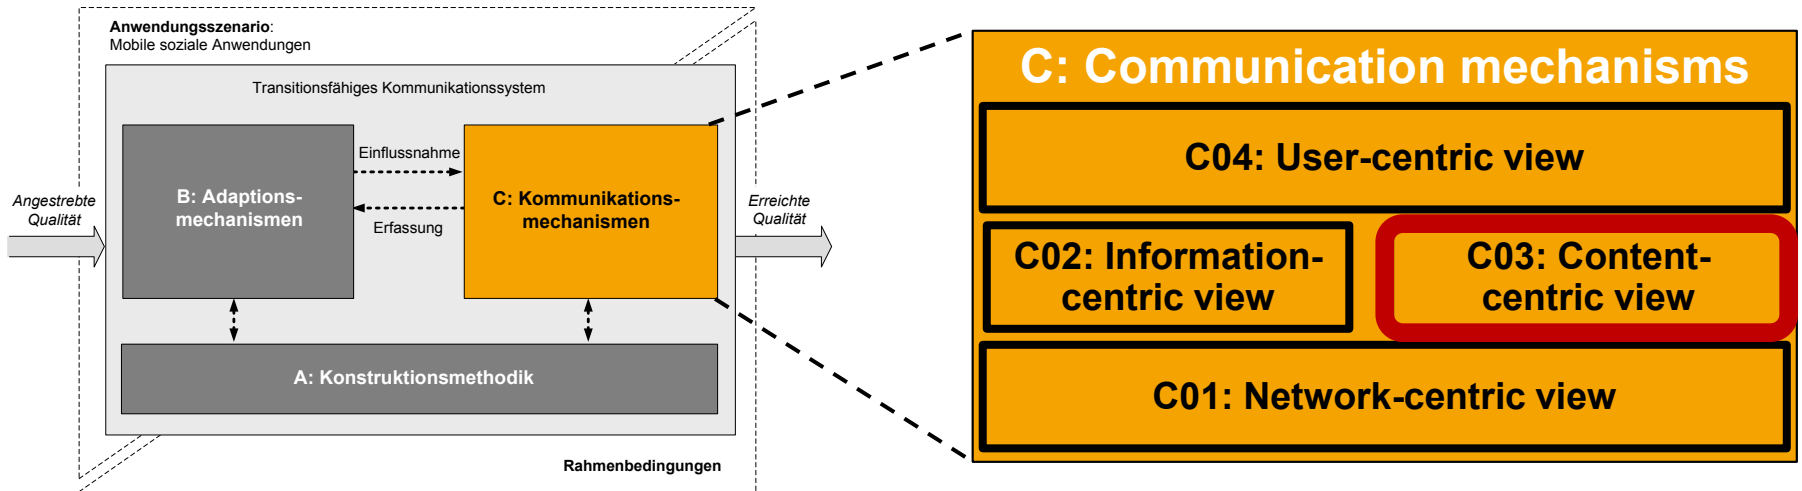 Anwendungsszenario:
Mobile soziale Anwendungen
Transitionsfähiges Kommunikationssystem
Angestrebte
Qualität
B: Adaptions-
mechanismen
Einflussnahme
Erfassung
C: Kommunikations-
mechanismen
Erreichte
Qualität
A: Konstruktionsmethodik
Rahmenbedingungen
C: Communication mechanisms
C04: User-centric view
C02: Information-
centric view
C03: Content-
centric view
C01: Network-centric view